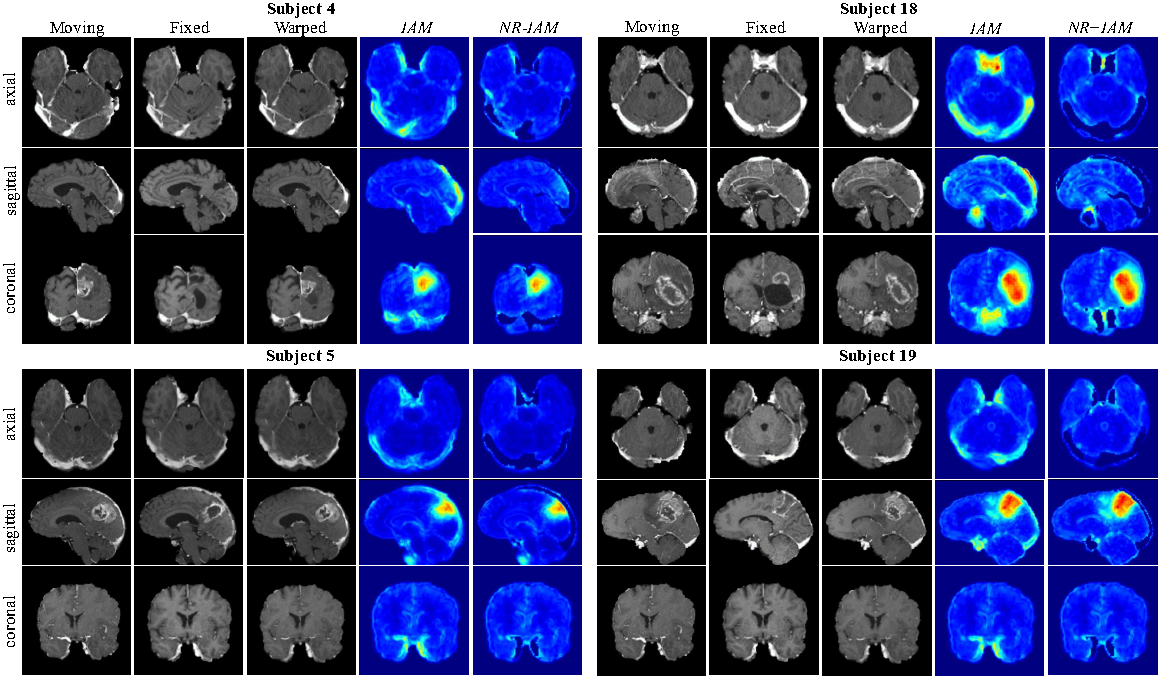 Subject 4
Moving Fixed Warped IAM NR-IAM
axial
sagittal
coronal
Subject 18
Moving Fixed Warped IAM NR−IAM
Subject 5
axial
sagittal
coronal
Subject 19